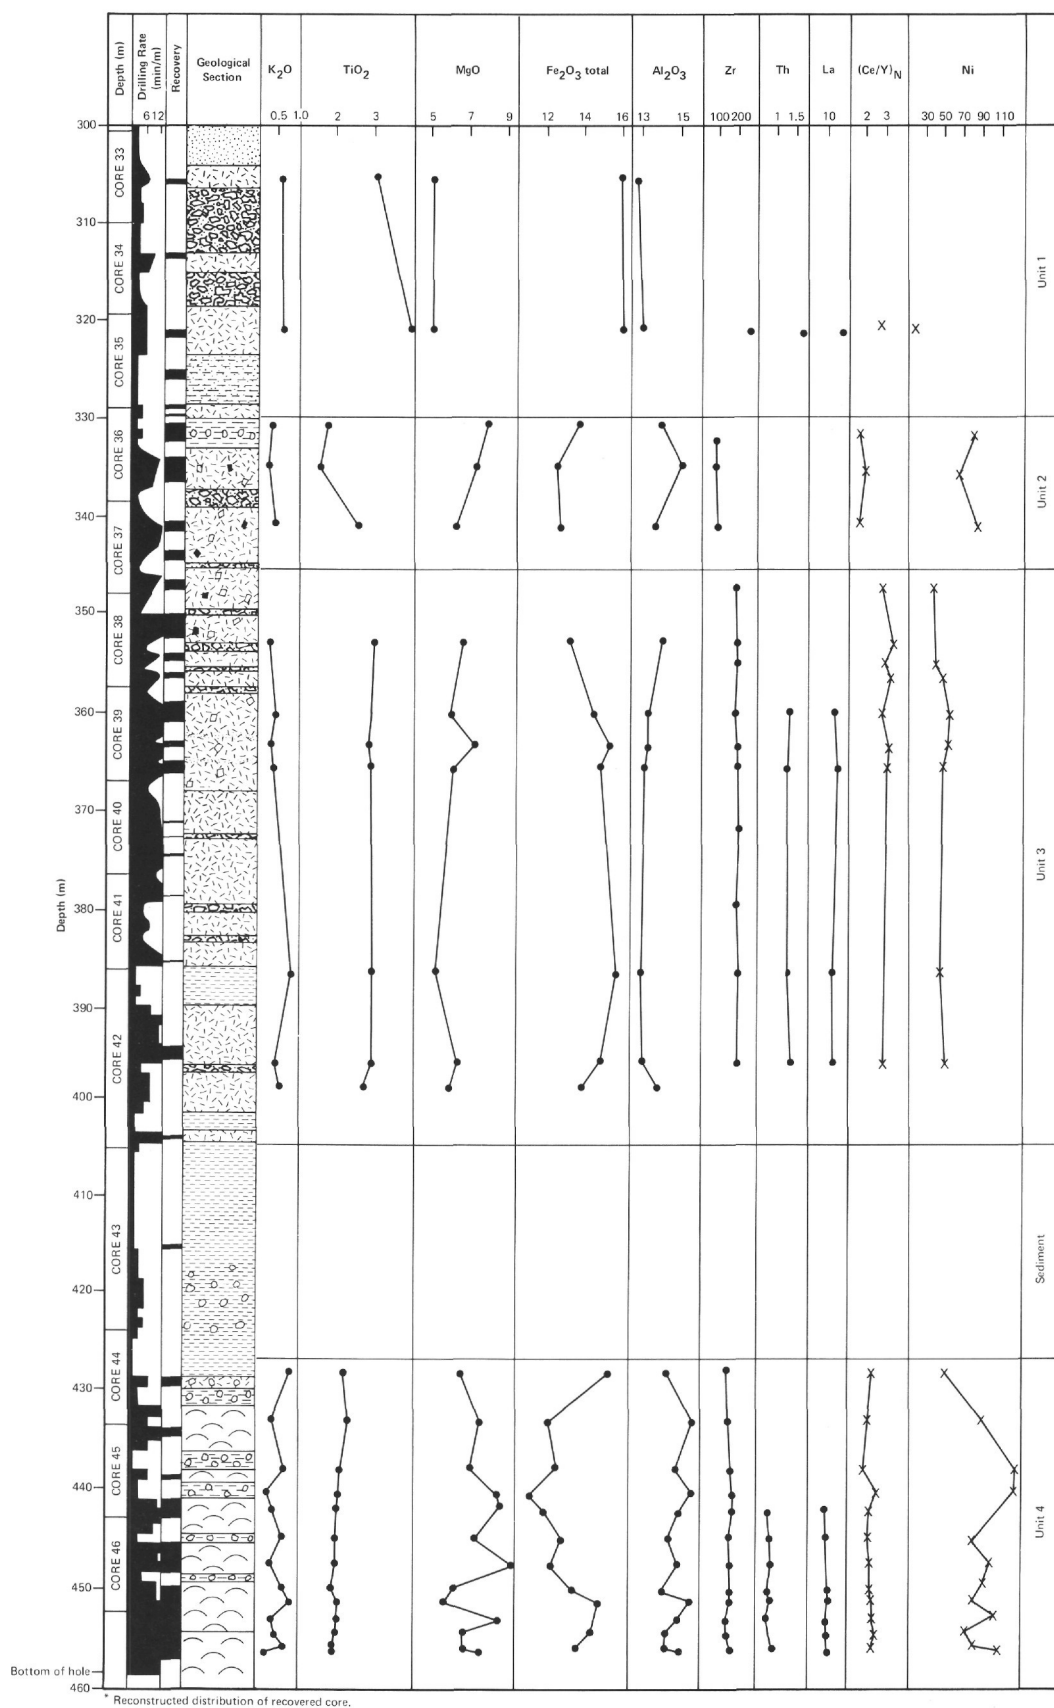 Depth (m)
Drilling Rate (min/m)
Recovery
Geological Section
K2O
TiO2
MgO
Fe2O3 total
Al2O3
Zr
Th
La
(Ce/Y)N
Ni
6 12
0.5 1.0
2 3
5 7 9
12 14 16
13 15
100 200
1 1.5
10
2 3
30 50 70 90 110
300
CORE 33
310
CORE 34
Unit 1
320
CORE 35
330
CORE 36
Unit 2
340
CORE 37
350
CORE 38
360
CORE 39
370
CORE 40
Unit 3
Depth (m)
380
CORE 41
390
CORE 42
400
410
CORE 43
Sediment
420
CORE 44
430
CORE 45
440
Unit 4
CORE 46
450
Bottom of hole
460
* Reconstructed distribution of recovered core.